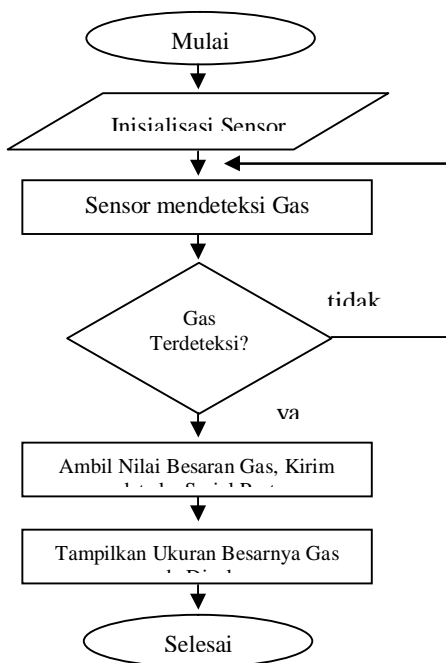 Mulai
Inisialisasi Sensor
Sensor mendeteksi Gas
Gas
Terdeteksi?
tidak
ya
Ambil Nilai Besaran Gas, Kirim
Tampilkan Ukuran Besarnya Gas
Selesai